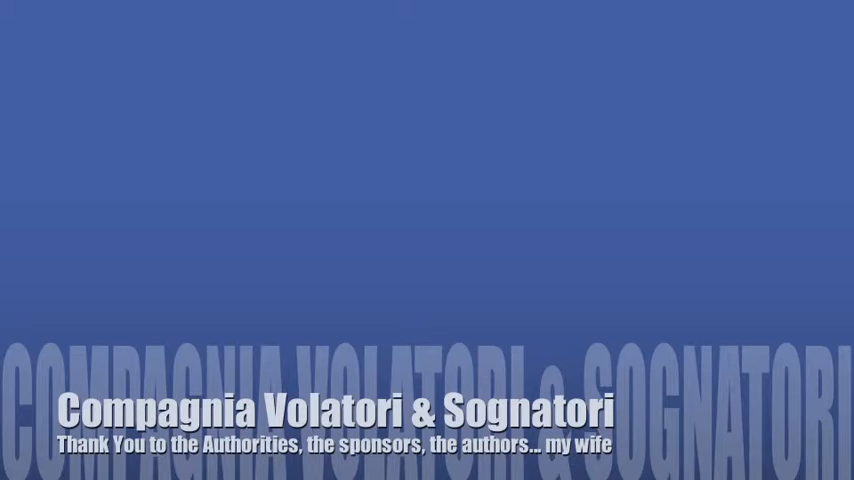 COMPAGNIA VOLATORI & SOGNATORI
Compagnia Volatori & Sognatori
Thank You to the Authorities, the sponsors, the authors... my wife